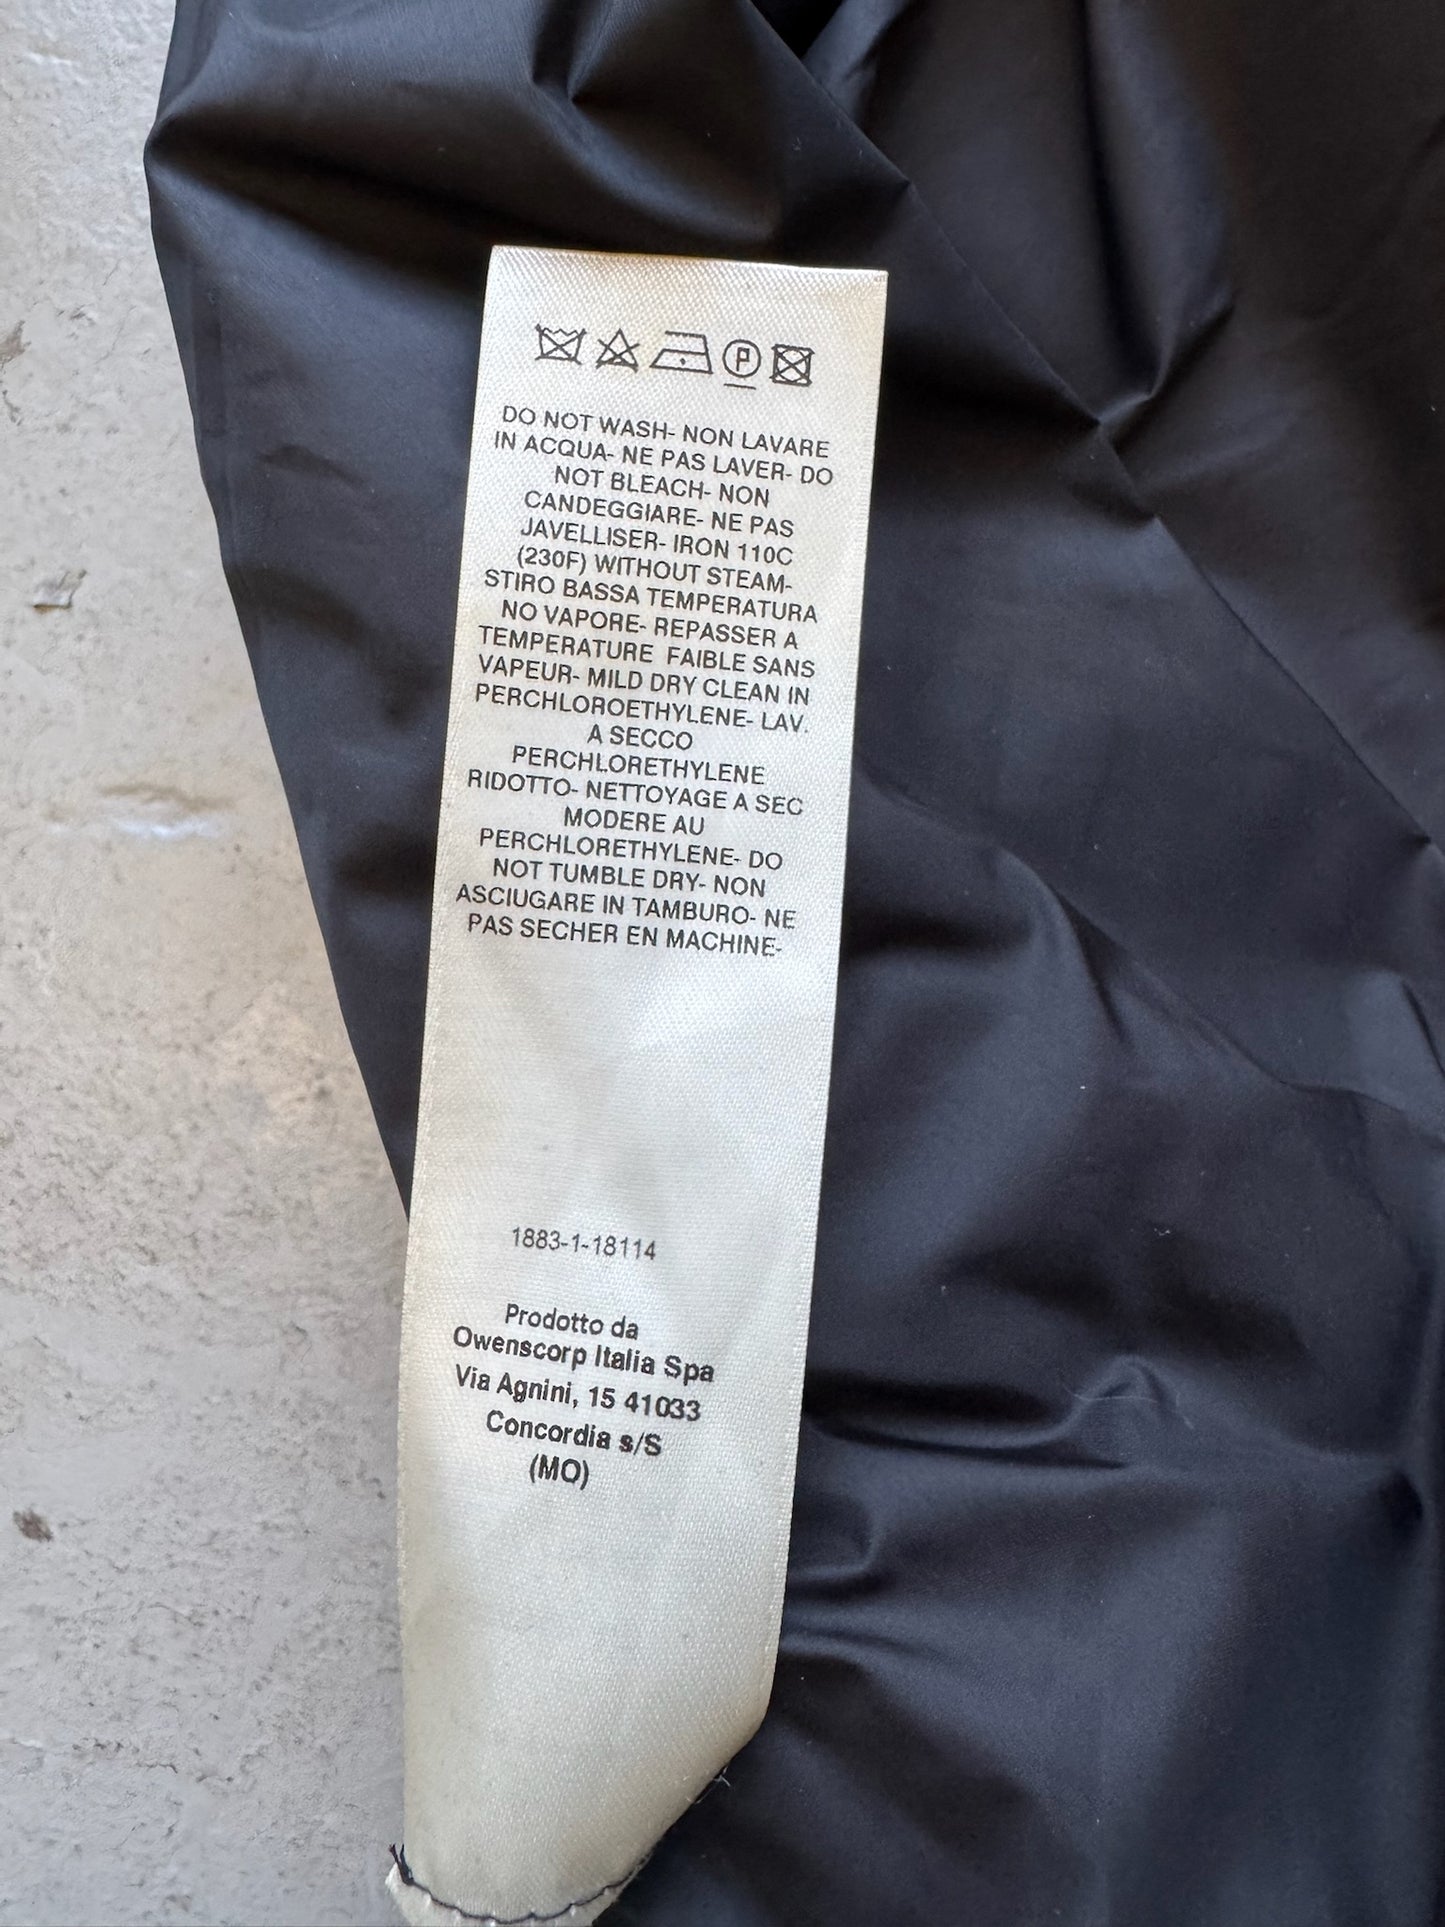 P
DO NOT WASH- NON LAVARE
IN ACQUA- NE PAS LAVER- DO
NOT BLEACH- NON
CANDEGGIARE- NE PAS
JAVELLISER- IRON 110C
(230F) WITHOUT STEAM-
STIRO BASSA TEMPERATURA
NO VAPORE- REPASSER A
TEMPERATURE FAIBLE SANS
VAPEUR- MILD DRY CLEAN IN
PERCHLOROETHYLENE- LAV.
A SECCO
PERCHLORETHYLENE
RIDOTTO- NETTOYAGE A SEC
MODERE AU
PERCHLORETHYLENE- DO
NOT TUMBLE DRY- NON
ASCIUGARE IN TAMBURO- NE
PAS SECHER EN MACHINE-
1883-1-18114
Prodotto da
Owenscorp Italia Spa
Via Agnini, 15 41033
Concordia s/S
(MO)